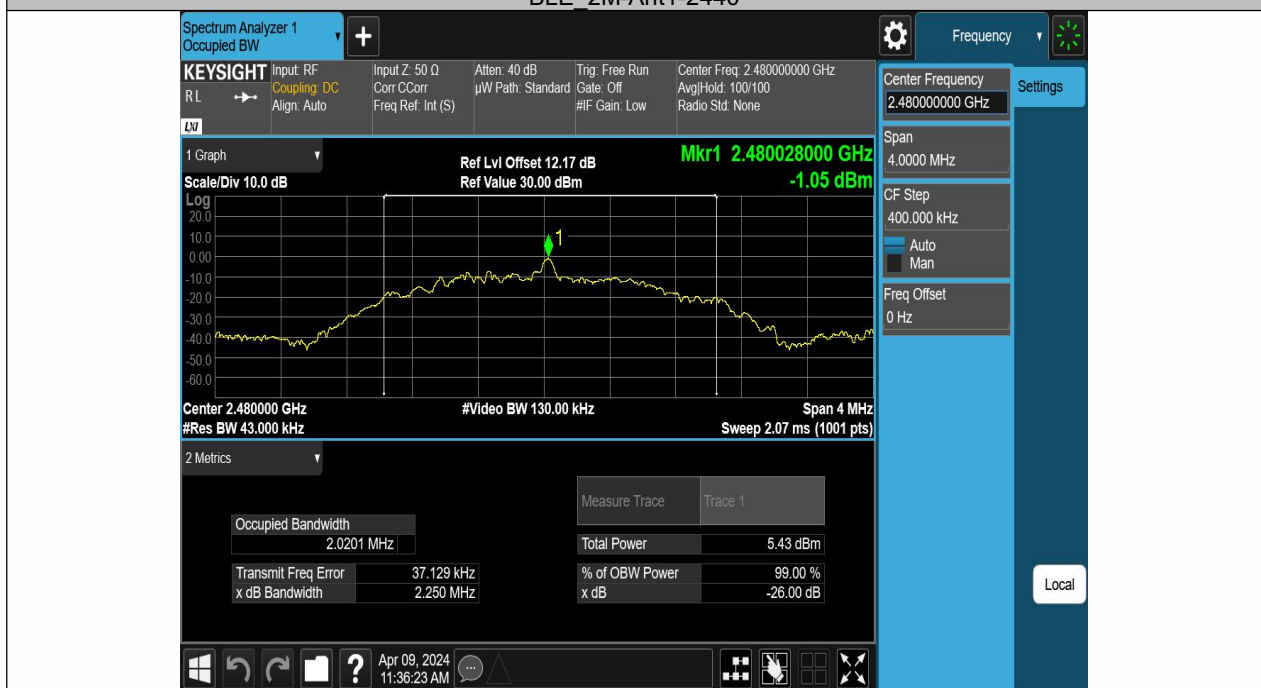 BLE_2M-Ant1-2440
Spectrum Analyzer 1
Occupied BW
Frequency
KEYSIGHT
RL
LXI
Input: RF
Coupling: DC
Align: Auto
Input Z: 50 Ω
Corr CCorr
Freq Ref: Int (S)
Atten: 40 dB
µW Path: Standard
Trig: Free Run
Gate: Off
#IF Gain: Low
Center Freq: 2.480000000 GHz
Avg|Hold: 100/100
Radio Std: None
Center Frequency
2.480000000 GHz
Settings
Span
4.0000 MHz
CF Step
400.000 kHz
Auto
Man
Freq Offset
0 Hz
Local
1 Graph
Scale/Div 10.0 dB
Ref Lvl Offset 12.17 dB
Ref Value 30.00 dBm
Mkr1 2.480028000 GHz
-1.05 dBm
Log
20.0
10.0
0.00
-10.0
-20.0
-30.0
-40.0
-50.0
-60.0
1
Center 2.480000 GHz
#Res BW 43.000 kHz
#Video BW 130.00 kHz
Span 4 MHz
Sweep 2.07 ms (1001 pts)
2 Metrics
Measure Trace Trace 1
Occupied Bandwidth
2.0201 MHz
Total Power 5.43 dBm
Transmit Freq Error 37.129 kHz
% of OBW Power 99.00 %
x dB Bandwidth 2.250 MHz
x dB -26.00 dB
?
Apr 09, 2024
11:36:23 AM